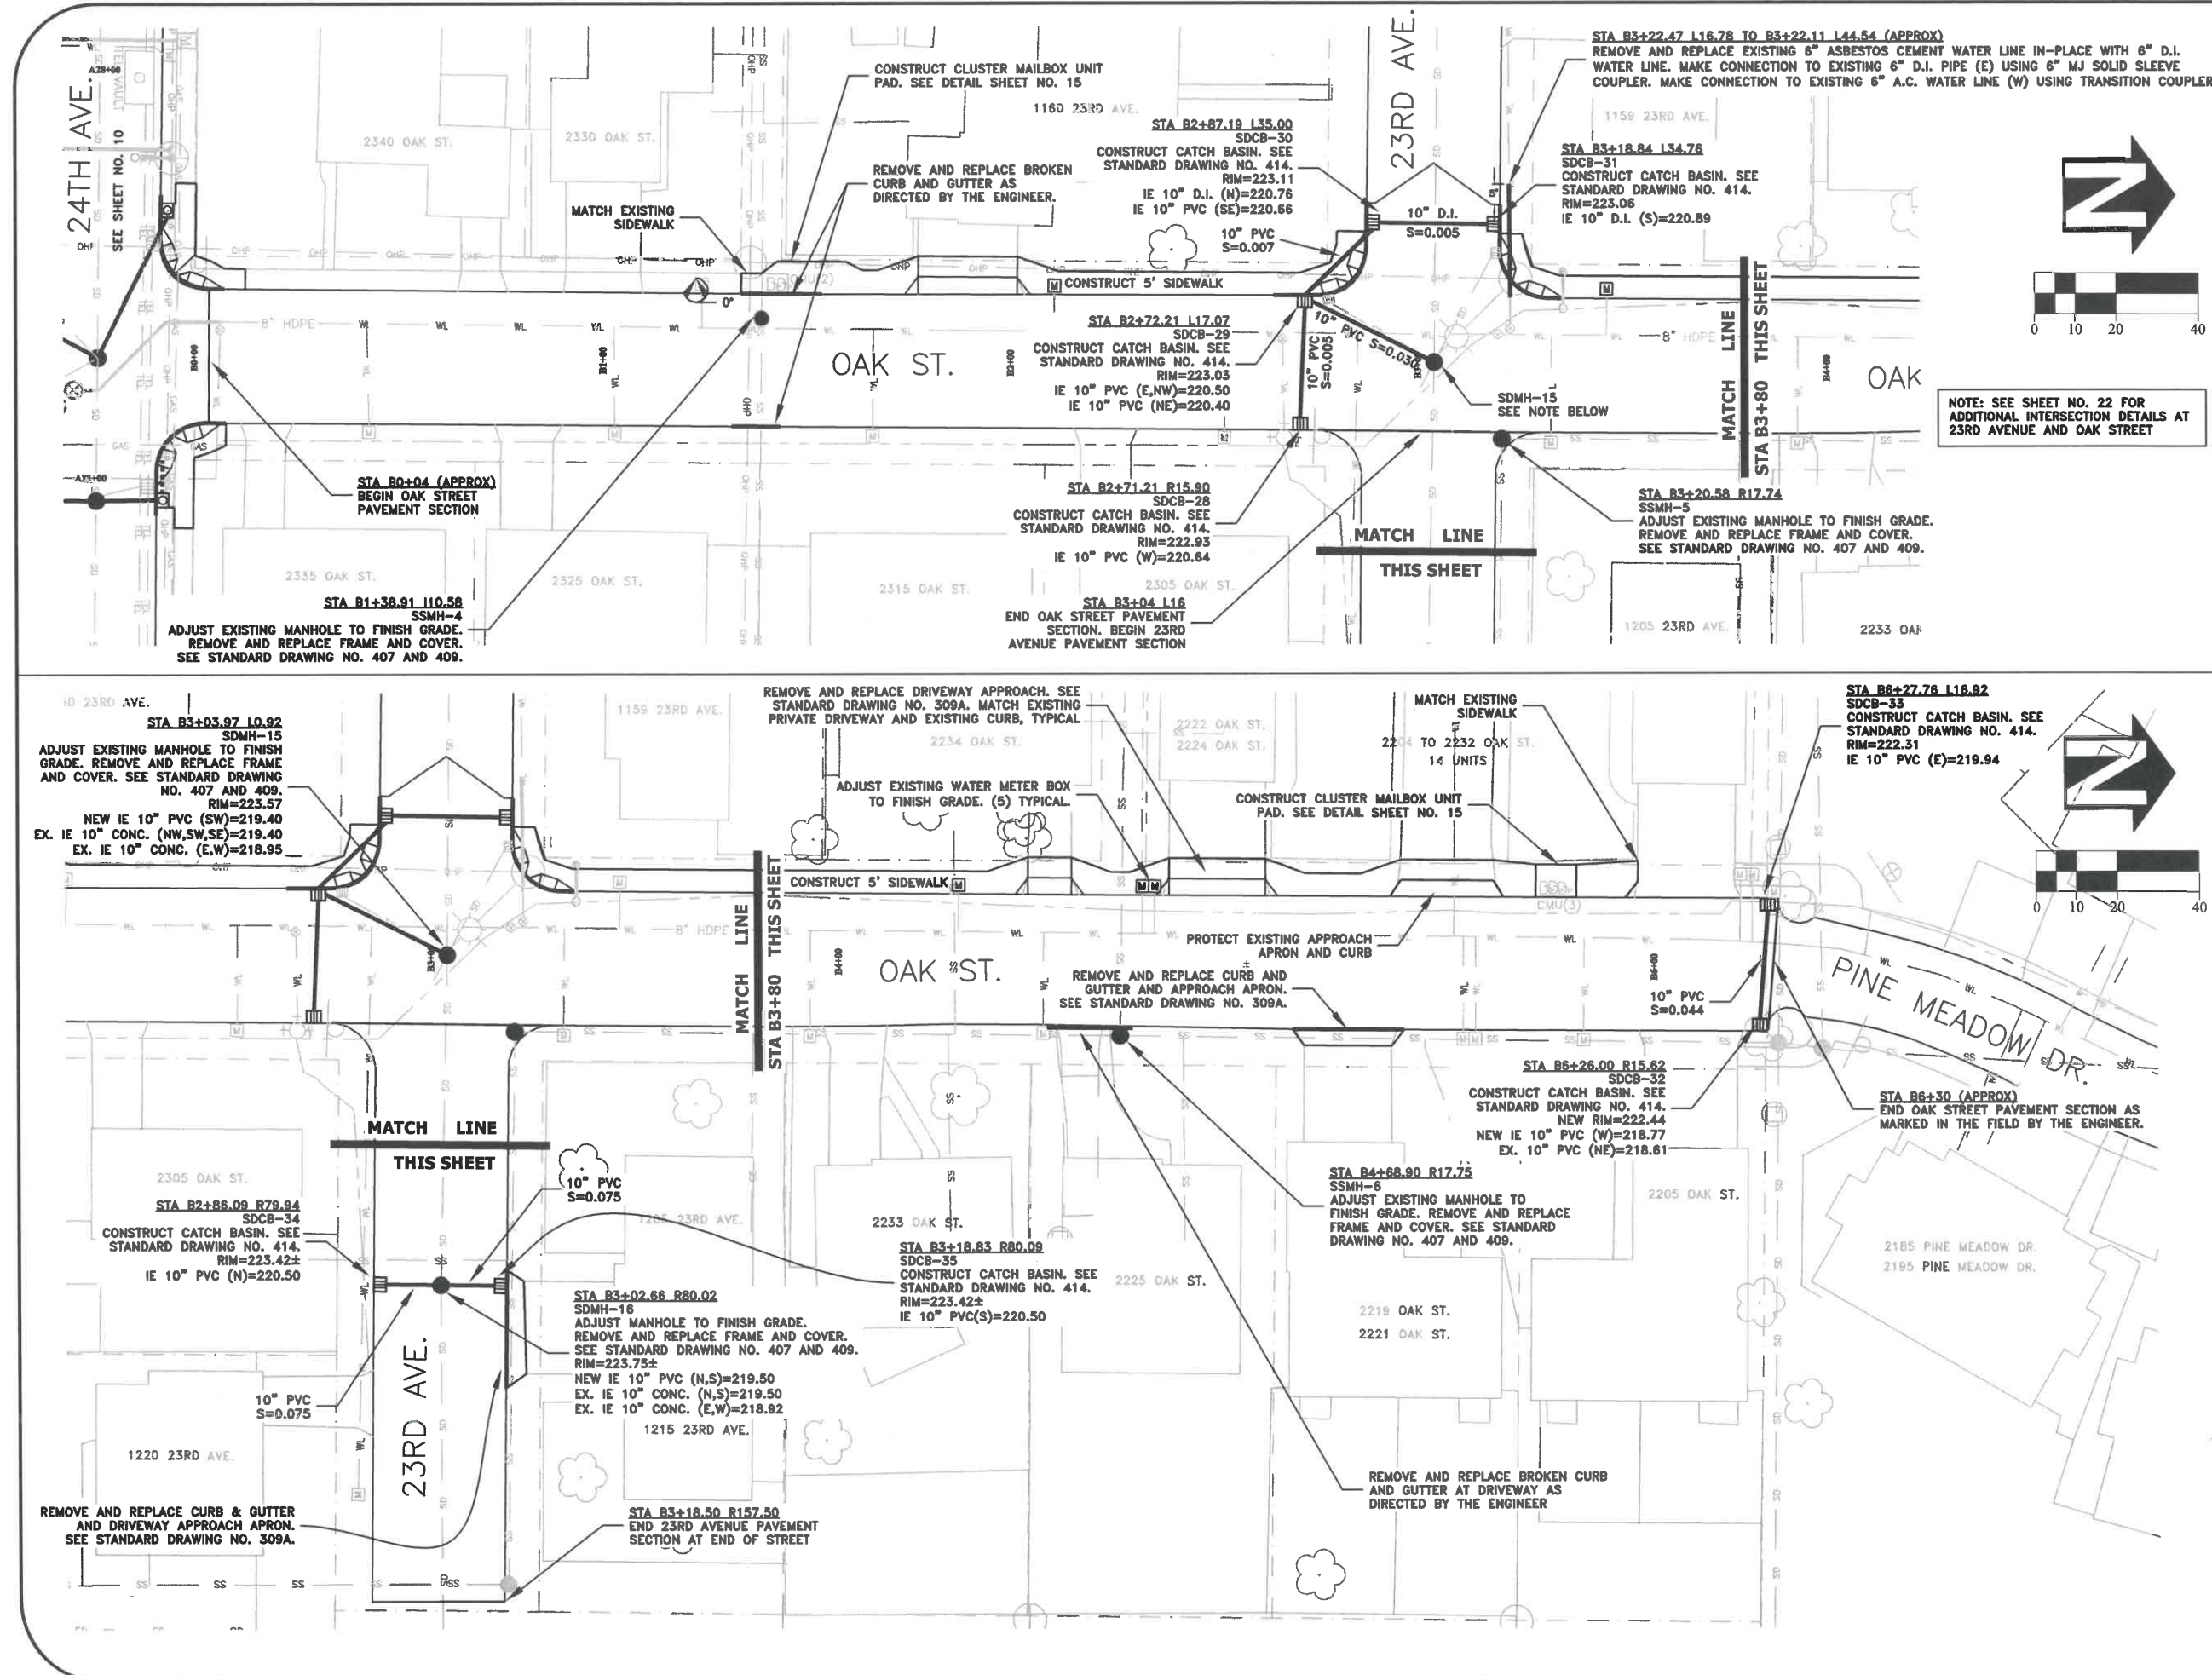 24TH AVE.
SEE SHEET NO. 10
A28+00
TEL VAULT
2340 OAK ST.
2330 OAK ST.
CONSTRUCT CLUSTER MAILBOX UNIT
PAD. SEE DETAIL SHEET NO. 15
1160 23RD AVE.
REMOVE AND REPLACE BROKEN
CURB AND GUTTER AS
DIRECTED BY THE ENGINEER.
MATCH EXISTING
SIDEWALK
STA B2+87.19 L35.00
SDCB-30
CONSTRUCT CATCH BASIN. SEE
STANDARD DRAWING NO. 414.
RIM=223.11
IE 10" D.I. (N)=220.76
IE 10" PVC (SE)=220.66
10" PVC
S=0.007
23RD AVE.
10" D.I.
S=0.005
5'
STA B3+22.47 L16.78 TO B3+22.11 L44.54 (APPROX)
REMOVE AND REPLACE EXISTING 6" ASBESTOS CEMENT WATER LINE IN-PLACE WITH 6" D.I.
WATER LINE. MAKE CONNECTION TO EXISTING 6" D.I. PIPE (E) USING 6" MJ SOLID SLEEVE
COUPLER. MAKE CONNECTION TO EXISTING 6" A.C. WATER LINE (W) USING TRANSITION COUPLER
1159 23RD AVE.
STA B3+18.84 L34.76
SDCB-31
CONSTRUCT CATCH BASIN. SEE
STANDARD DRAWING NO. 414.
RIM=223.06
IE 10" D.I. (S)=220.89
N
0 10 20 40
NOTE: SEE SHEET NO. 22 FOR
ADDITIONAL INTERSECTION DETAILS AT
23RD AVENUE AND OAK STREET
0"
CONSTRUCT 5' SIDEWALK
8" HDPE
B0+00
B1+00
B2+00
B4+00
OAK ST.
OAK
8" HDPE
STA B2+72.21 L17.07
SDCB-29
CONSTRUCT CATCH BASIN. SEE
STANDARD DRAWING NO. 414.
RIM=223.03
IE 10" PVC (E,NW)=220.50
IE 10" PVC (NE)=220.40
10" PVC
S=0.005
10" PVC S=0.030
SDMH-15
SEE NOTE BELOW
MATCH LINE
STA B3+80 THIS SHEET
STA B0+04 (APPROX)
BEGIN OAK STREET
PAVEMENT SECTION
STA B2+71.21 R15.90
SDCB-28
CONSTRUCT CATCH BASIN. SEE
STANDARD DRAWING NO. 414.
RIM=222.93
IE 10" PVC (W)=220.64
STA B3+20.58 R17.74
SSMH-5
ADJUST EXISTING MANHOLE TO FINISH GRADE.
REMOVE AND REPLACE FRAME AND COVER.
SEE STANDARD DRAWING NO. 407 AND 409.
MATCH LINE
THIS SHEET
2335 OAK ST.
2325 OAK ST.
2315 OAK ST.
2305 OAK ST.
1205 23RD AVE.
2233 OAK
STA B1+38.91 l10.58
SSMH-4
ADJUST EXISTING MANHOLE TO FINISH GRADE.
REMOVE AND REPLACE FRAME AND COVER.
SEE STANDARD DRAWING NO. 407 AND 409.
STA B3+04 L16
END OAK STREET PAVEMENT
SECTION. BEGIN 23RD
AVENUE PAVEMENT SECTION
23RD AVE.
STA B3+03.97 L0.92
SDMH-15
ADJUST EXISTING MANHOLE TO FINISH
GRADE. REMOVE AND REPLACE FRAME
AND COVER. SEE STANDARD DRAWING
NO. 407 AND 409.
RIM=223.57
NEW IE 10" PVC (SW)=219.40
EX. IE 10" CONC. (NW,SW,SE)=219.40
EX. IE 10" CONC. (E,W)=218.95
1159 23RD AVE.
REMOVE AND REPLACE DRIVEWAY APPROACH. SEE
STANDARD DRAWING NO. 309A. MATCH EXISTING
PRIVATE DRIVEWAY AND EXISTING CURB, TYPICAL
2234 OAK ST.
2222 OAK ST.
2224 OAK ST.
MATCH EXISTING
SIDEWALK
2204 TO 2232 OAK ST.
14 UNITS
ADJUST EXISTING WATER METER BOX
TO FINISH GRADE. (5) TYPICAL.
CONSTRUCT CLUSTER MAILBOX UNIT
PAD. SEE DETAIL SHEET NO. 15
STA B6+27.76 L16.92
SDCB-33
CONSTRUCT CATCH BASIN. SEE
STANDARD DRAWING NO. 414.
RIM=222.31
IE 10" PVC (E)=219.94
N
0 10 20 40
CONSTRUCT 5' SIDEWALK
CMU(3)
8" HDPE
MATCH LINE
STA B3+80 THIS SHEET
B4+00
OAK ST.
PROTECT EXISTING APPROACH
APRON AND CURB
REMOVE AND REPLACE CURB AND
GUTTER AND APPROACH APRON.
SEE STANDARD DRAWING NO. 309A.
B6+00
10" PVC
S=0.044
PINE MEADOW DR.
STA B6+26.00 R15.62
SDCB-32
CONSTRUCT CATCH BASIN. SEE
STANDARD DRAWING NO. 414.
NEW RIM=222.44
NEW IE 10" PVC (W)=218.77
EX. 10" PVC (NE)=218.61
STA B6+30 (APPROX)
END OAK STREET PAVEMENT SECTION AS
MARKED IN THE FIELD BY THE ENGINEER.
MATCH LINE
THIS SHEET
2305 OAK ST.
STA B2+86.09 R79.94
SDCB-34
CONSTRUCT CATCH BASIN. SEE
STANDARD DRAWING NO. 414.
RIM=223.42±
IE 10" PVC (N)=220.50
10" PVC
S=0.075
1205 23RD AVE.
2233 OAK ST.
STA B3+18.83 R80.09
SDCB-35
CONSTRUCT CATCH BASIN. SEE
STANDARD DRAWING NO. 414.
RIM=223.42±
IE 10" PVC(S)=220.50
STA B4+68.90 R17.75
SSMH-6
ADJUST EXISTING MANHOLE TO
FINISH GRADE. REMOVE AND REPLACE
FRAME AND COVER. SEE STANDARD
DRAWING NO. 407 AND 409.
2205 OAK ST.
2225 OAK ST.
2219 OAK ST.
2221 OAK ST.
2185 PINE MEADOW DR.
2195 PINE MEADOW DR.
STA B3+02.66 R80.02
SDMH-16
ADJUST MANHOLE TO FINISH GRADE.
REMOVE AND REPLACE FRAME AND COVER.
SEE STANDARD DRAWING NO. 407 AND 409.
RIM=223.75±
NEW IE 10" PVC (N,S)=219.50
EX. IE 10" CONC. (N,S)=219.50
EX. IE 10" CONC. (E,W)=218.92
10" PVC
S=0.075
23RD AVE.
1215 23RD AVE.
1220 23RD AVE.
REMOVE AND REPLACE CURB & GUTTER
AND DRIVEWAY APPROACH APRON.
SEE STANDARD DRAWING NO. 309A.
STA B3+18.50 R157.50
END 23RD AVENUE PAVEMENT
SECTION AT END OF STREET
REMOVE AND REPLACE BROKEN CURB
AND GUTTER AT DRIVEWAY AS
DIRECTED BY THE ENGINEER